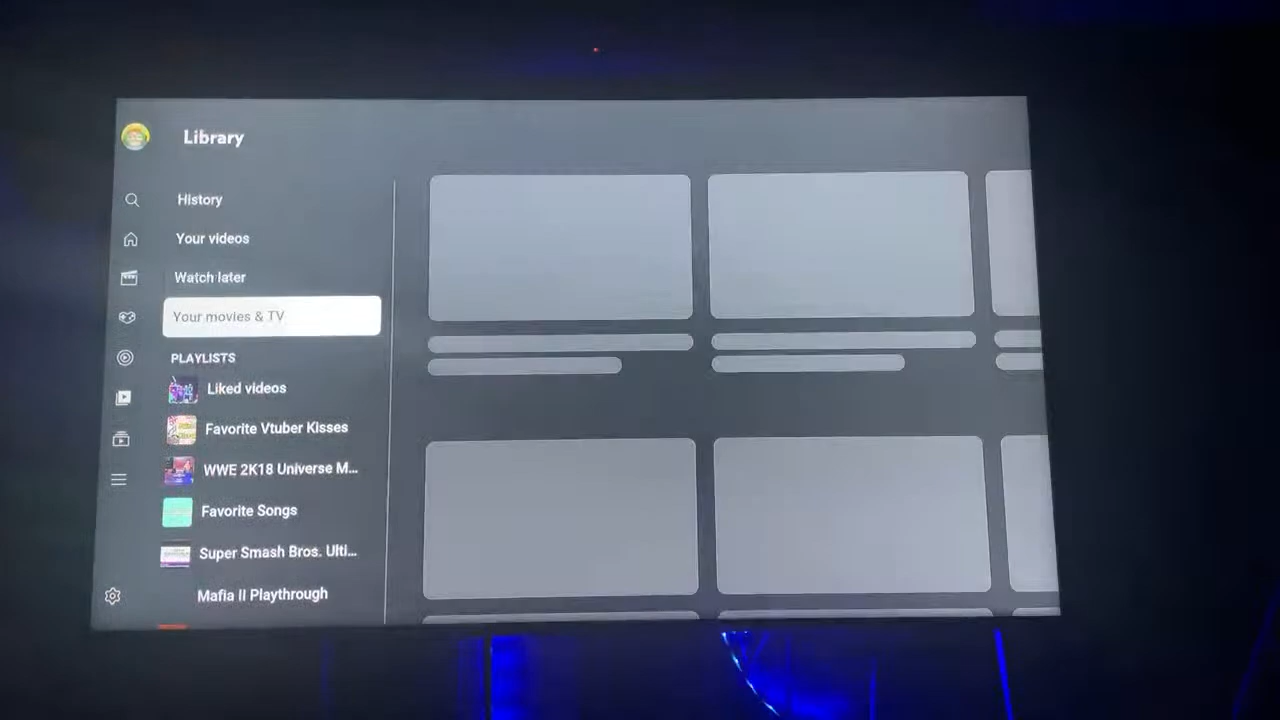 Library
History
Your videos
Watch later
Your movies & TV
PLAYLISTS
Liked videos
Favorite Vtuber Kisses
WWE 2K18 Universe M...
Favorite Songs
Super Smash Bros. Ulti...
Mafia II Playthrough